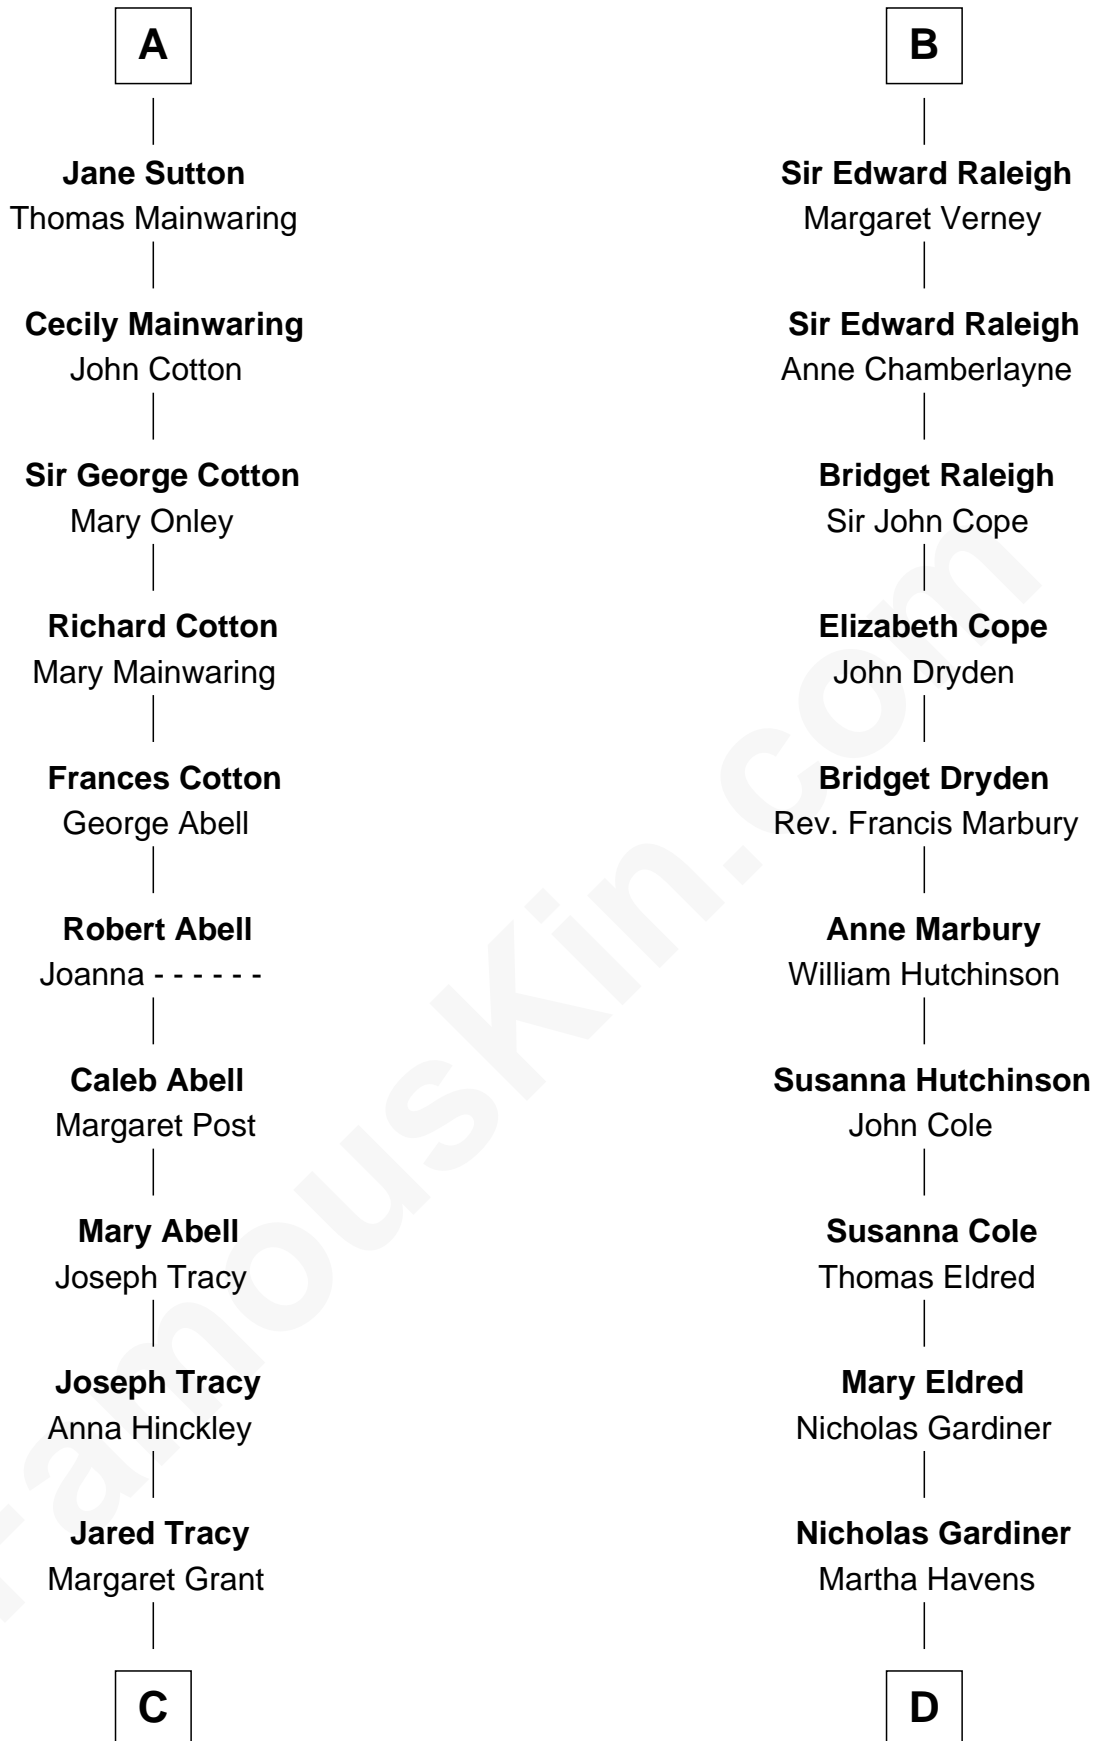 A
Jane Sutton
Thomas Mainwaring
Cecily Mainwaring
John Cotton
Sir George Cotton
Mary Onley
Richard Cotton
Mary Mainwaring
Frances Cotton
George Abell
Robert Abell
Joanna - - - - - -
Caleb Abell
Margaret Post
Mary Abell
Joseph Tracy
Joseph Tracy
Anna Hinckley
Jared Tracy
Margaret Grant
C
B
Sir Edward Raleigh
Margaret Verney
Sir Edward Raleigh
Anne Chamberlayne
Bridget Raleigh
Sir John Cope
Elizabeth Cope
John Dryden
Bridget Dryden
Rev. Francis Marbury
Anne Marbury
William Hutchinson
Susanna Hutchinson
John Cole
Susanna Cole
Thomas Eldred
Mary Eldred
Nicholas Gardiner
Nicholas Gardiner
Martha Havens
D
FamousKin.com